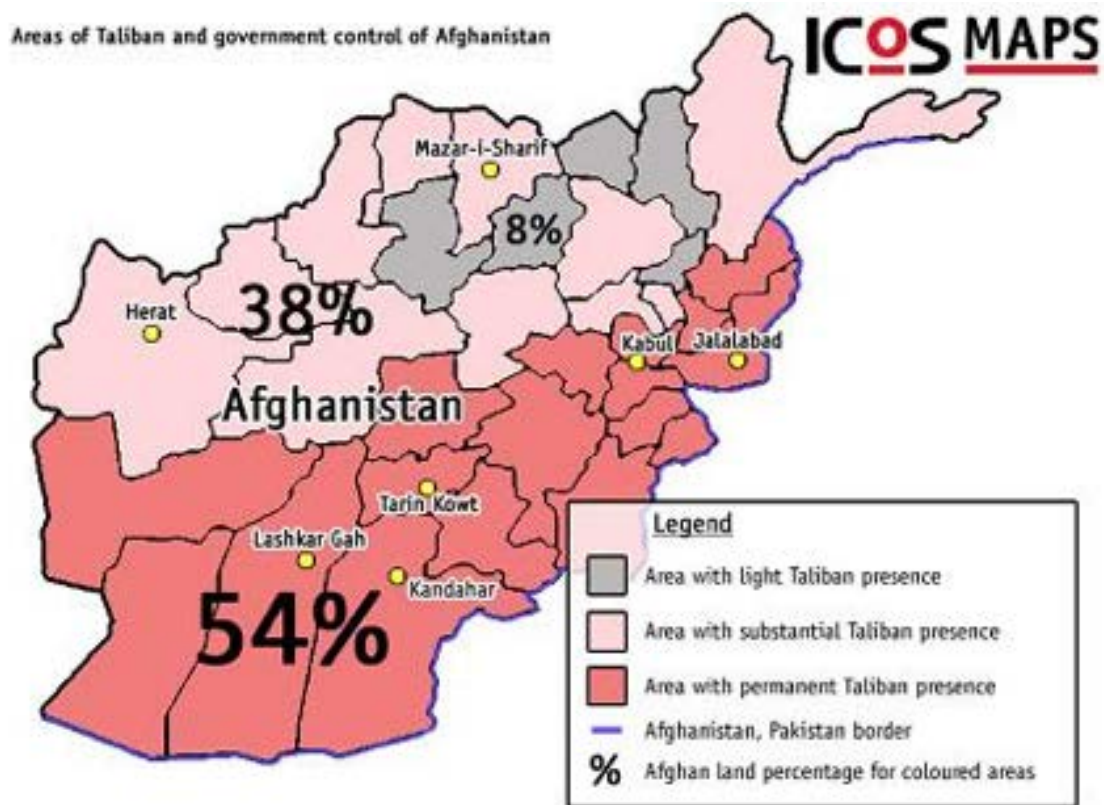 Areas of Taliban and government control of Afghanistan
ICOS MAPS
Mazar-i-Sharif
8%
38%
Herat
Kabul
Jalalabad
Afghanistan
Tarin Kowt
Lashkar Gah
Kandahar
54%
Legend
Area with light Taliban presence
Area with substantial Taliban presence
Area with permanent Taliban presence
Afghanistan, Pakistan border
% Afghan land percentage for coloured areas